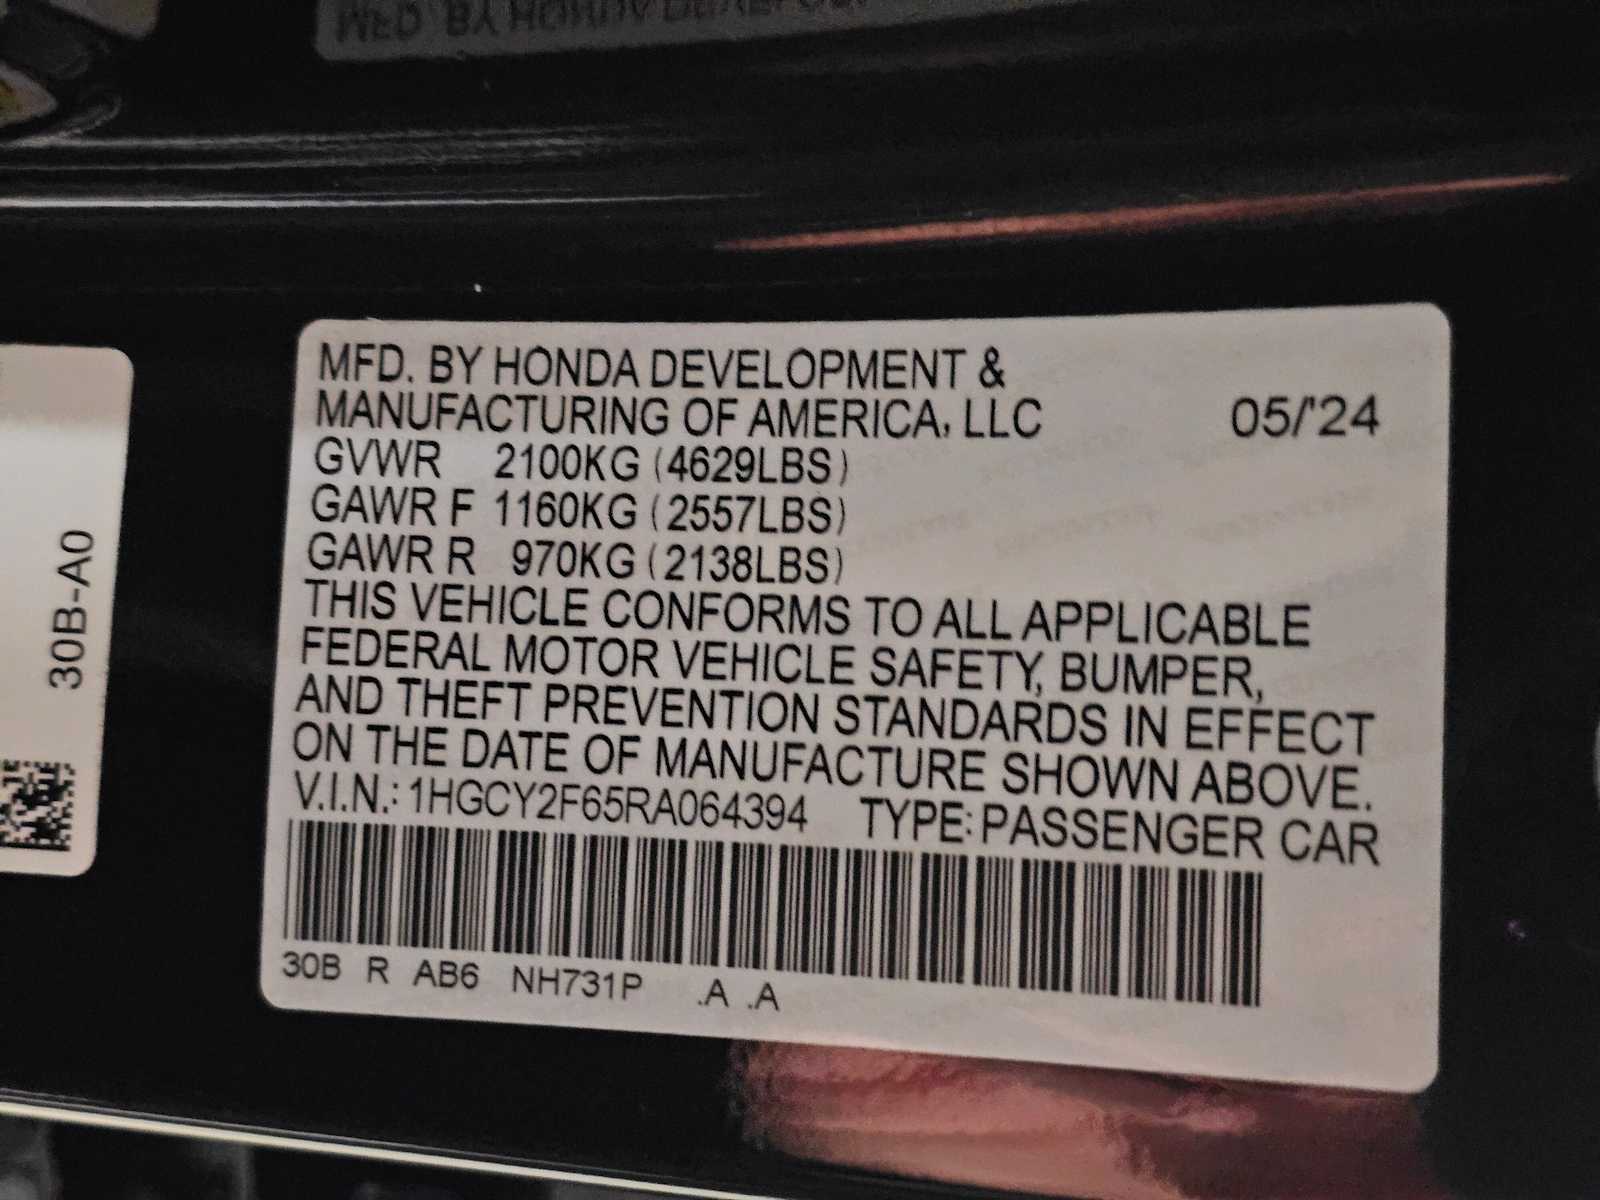 MFD. BY HONDA DEVELOPMENT &
MANUFACTURING OF AMERICA, LLC 05/'24
GVWR 2100KG (4629LBS)
GAWR F 1160KG (2557LBS)
GAWR R 970KG (2138LBS)
THIS VEHICLE CONFORMS TO ALL APPLICABLE
FEDERAL MOTOR VEHICLE SAFETY, BUMPER,
AND THEFT PREVENTION STANDARDS IN EFFECT
ON THE DATE OF MANUFACTURE SHOWN ABOVE.
V.I.N.: 1HGCY2F65RA064394 TYPE: PASSENGER CAR
30B R AB6 NH731P .A .A
30B-A0